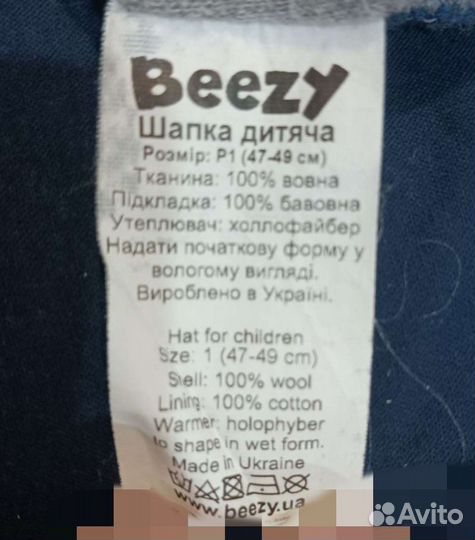 Beezy
Шапка дитяча
Розмір: Р1 (47-49 см)
Тканина: 100% вовна
Підкладка: 100% бавовна
Утеплювач: холлофайбер
Надати початкову форму у
вологому вигляді.
Вироблено в Україні.
Hat for children
Size: 1 (47-49 cm)
Shell: 100% wool
Lining: 100% cotton
Warmer: holophyber
to shape in wet form.
Made in Ukraine
www.beezy.ua
Avito